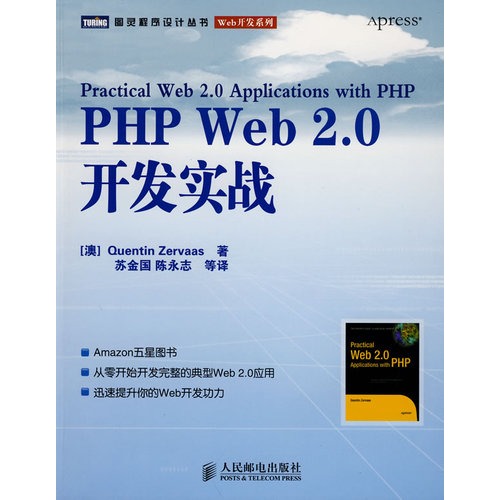 TURING 图灵程序设计丛书 Web开发系列 Apress®
Practical Web 2.0 Applications with PHP
PHP Web 2.0
开发实战
[澳] Quentin Zervaas 著
苏金国 陈永志 等译
Amazon五星图书
从零开始开发完整的典型Web 2.0应用
迅速提升你的Web开发功力
Practical
Web 2.0
Applications with PHP
Quentin Zervaas
人民邮电出版社
POSTS & TELECOM PRESS